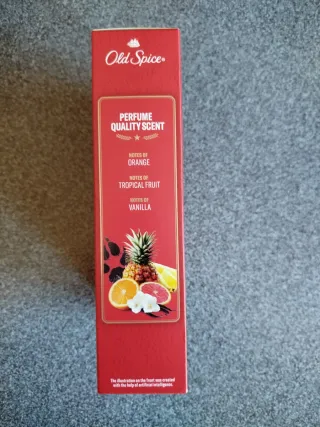 Old Spice®
PERFUME
QUALITY SCENT
NOTES OF
ORANGE
NOTES OF
TROPICAL FRUIT
NOTES OF
VANILLA
The illustration on the front was created
with the help of artificial intelligence.